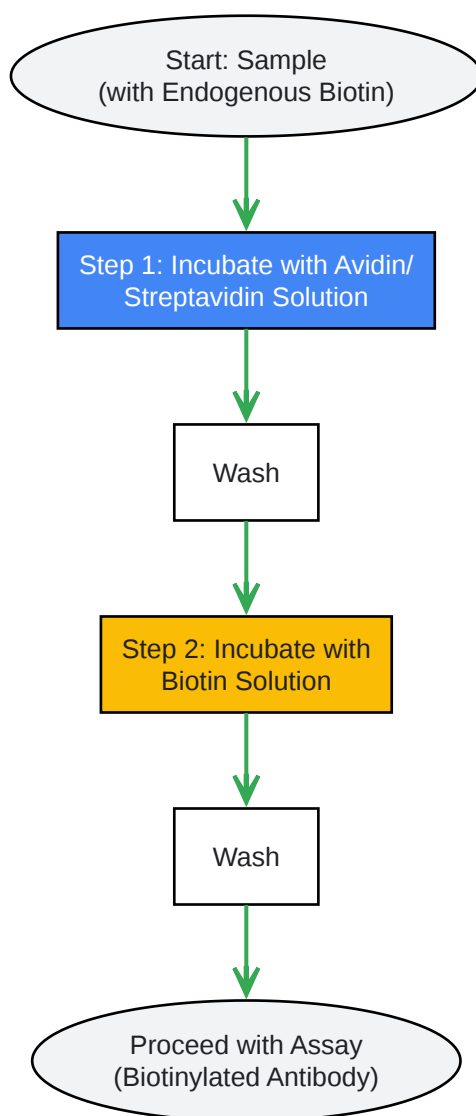 Start: Sample
(with Endogenous Biotin)
Step 1: Incubate with Avidin/
Streptavidin Solution
Wash
Step 2: Incubate with
Biotin Solution
Wash
Proceed with Assay
(Biotinylated Antibody)